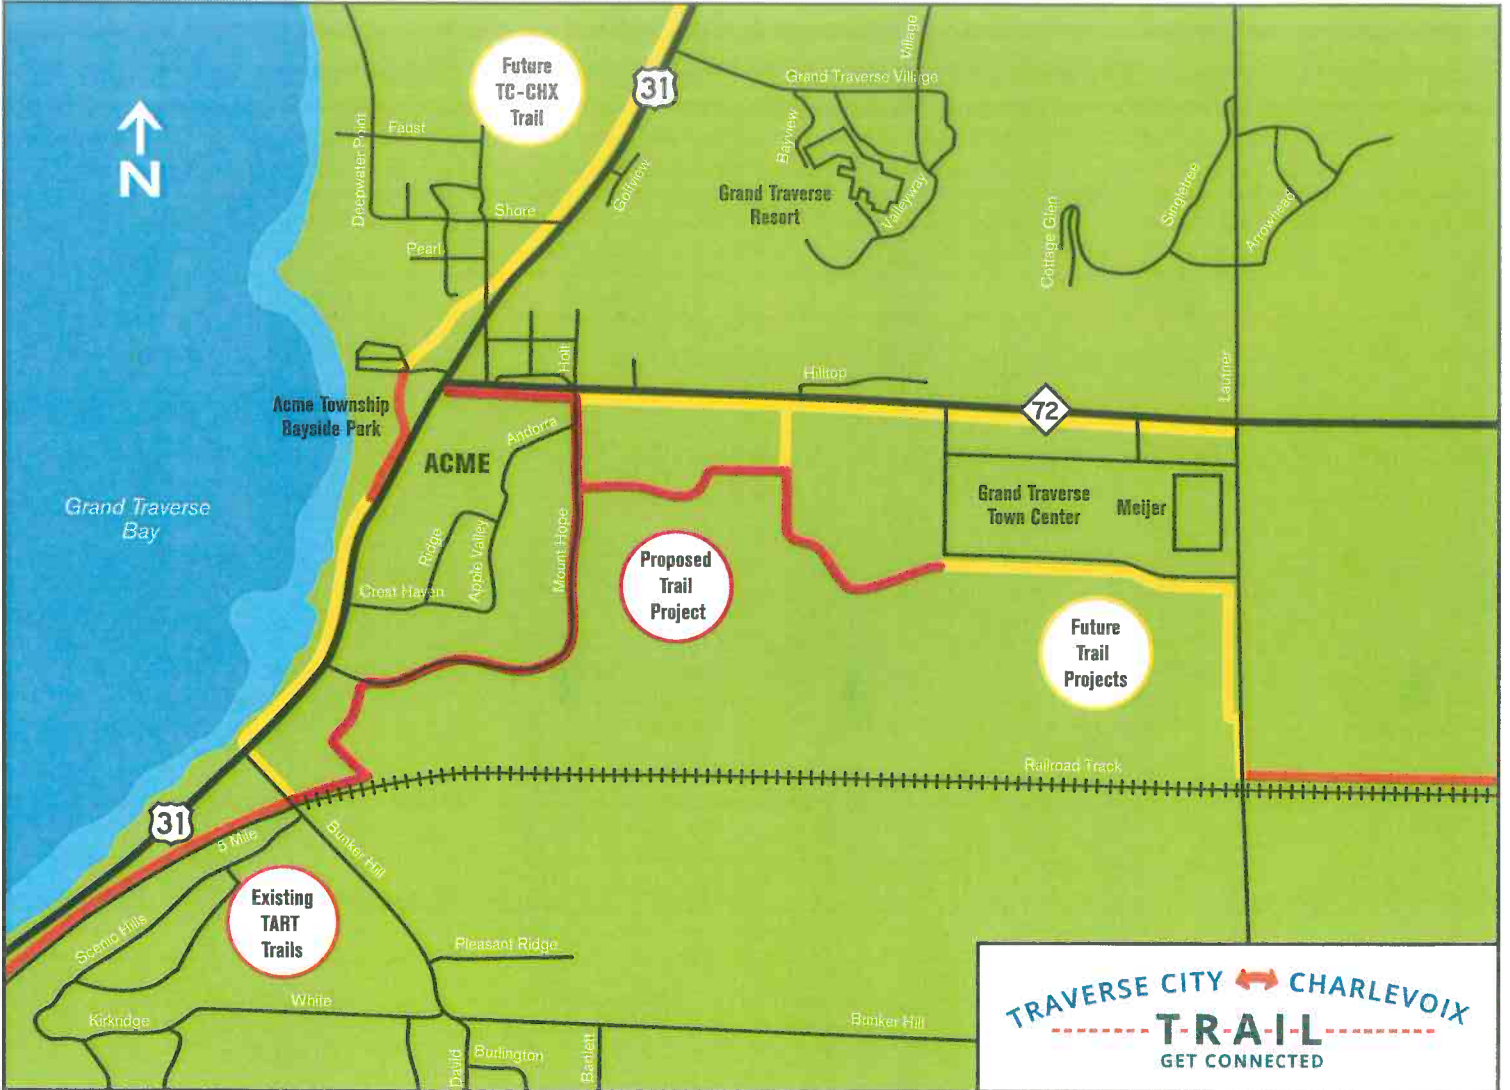 Future
TC-CHX
Trail
31
Village
Grand Traverse Village
Bayview
Faust
Deepwater Point
N
Golfview
Shore
Grand Traverse
Resort
Valleyway
Singletree
Arrowhead
Cottage Glen
Pearl
Holt
Hilltop
Lautner
72
Acme Township
Bayside Park
Andorra
ACME
Grand Traverse
Bay
Grand Traverse
Town Center
Meijer
Ridge
Apple Valley
Mount Hope
Crest Haven
Proposed
Trail
Project
Future
Trail
Projects
Railroad Track
31
5 Mile
Bunker Hill
Existing
TART
Trails
Scenic Hills
Pleasant Ridge
White
Kirkridge
Bunker Hill
David
Burlington
Bartlett
TRAVERSE CITY CHARLEVOIX
T-R-A-I-L
GET CONNECTED